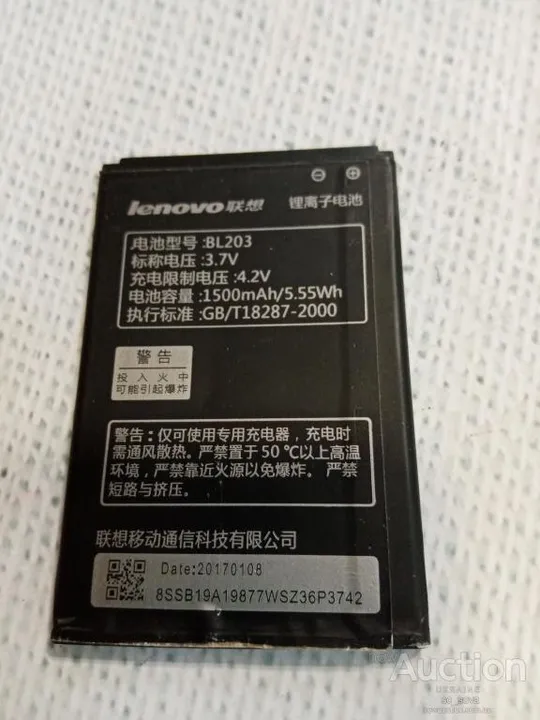 ⊖ ⊕
lenovo联想 锂离子电池
电池型号:BL203
标称电压:3.7V
充电限制电压:4.2V
电池容量:1500mAh/5.55Wh
执行标准:GB/T18287-2000
警告
投入火中
可能引起爆炸
警告:仅可使用专用充电器，充电时
需通风散热。严禁置于50℃以上高温
环境，严禁靠近火源以免爆炸。严禁
短路与挤压。
联想移动通信科技有限公司
Date:20170108
8SSB19A19877WSZ36P3742
Auction